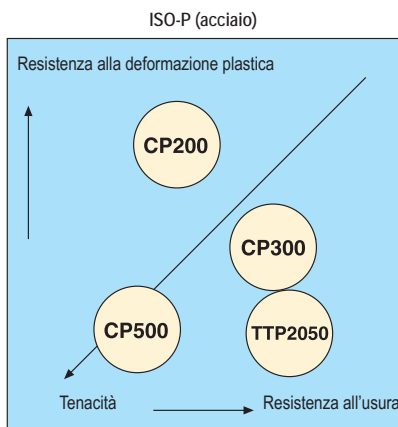 ISO-P (acciaio)
Resistenza alla deformazione plastica
CP200
CP300
CP500
TTP2050
Tenacità
Resistenza all'usura